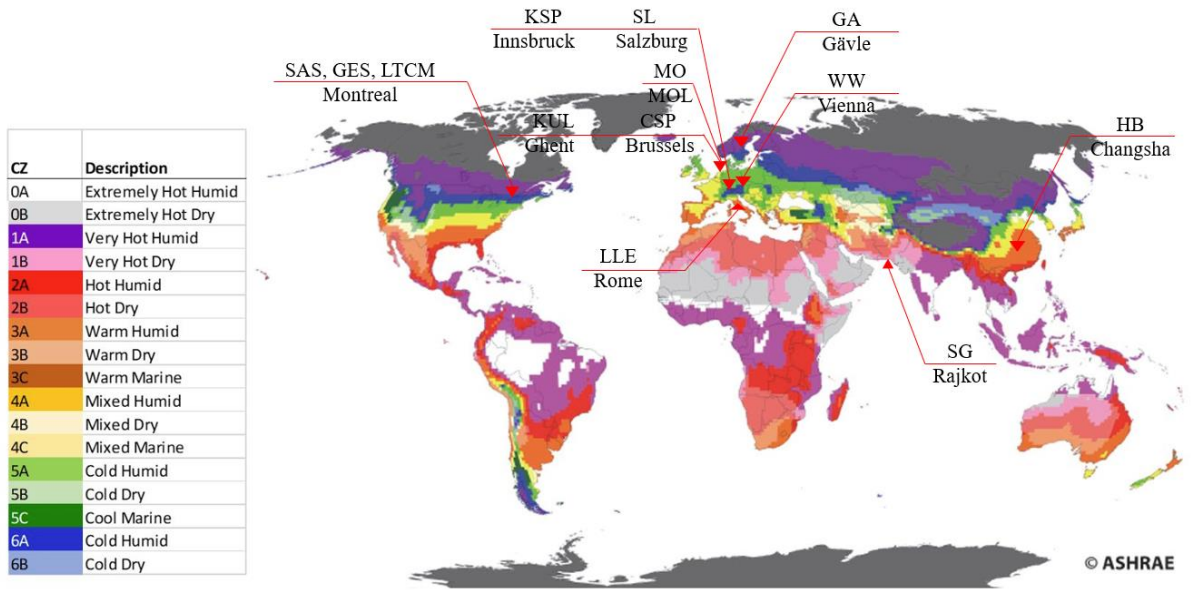 KSP SL GA
Innsbruck Salzburg Gävle
SAS, GES, LTCM MO WW
Montreal MOL Vienna
KUL CSP HB
Ghent Brussels Changsha
LLE
Rome
SG
Rajkot
CZ Description
0A Extremely Hot Humid
0B Extremely Hot Dry
1A Very Hot Humid
1B Very Hot Dry
2A Hot Humid
2B Hot Dry
3A Warm Humid
3B Warm Dry
3C Warm Marine
4A Mixed Humid
4B Mixed Dry
4C Mixed Marine
5A Cold Humid
5B Cold Dry
5C Cool Marine
6A Cold Humid
6B Cold Dry
© ASHRAE